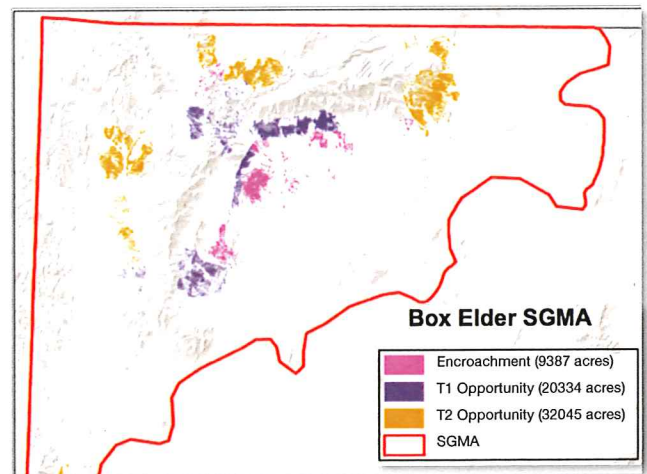 Box Elder SGMA
Encroachment (9387 acres)
T1 Opportunity (20334 acres)
T2 Opportunity (32045 acres)
SGMA